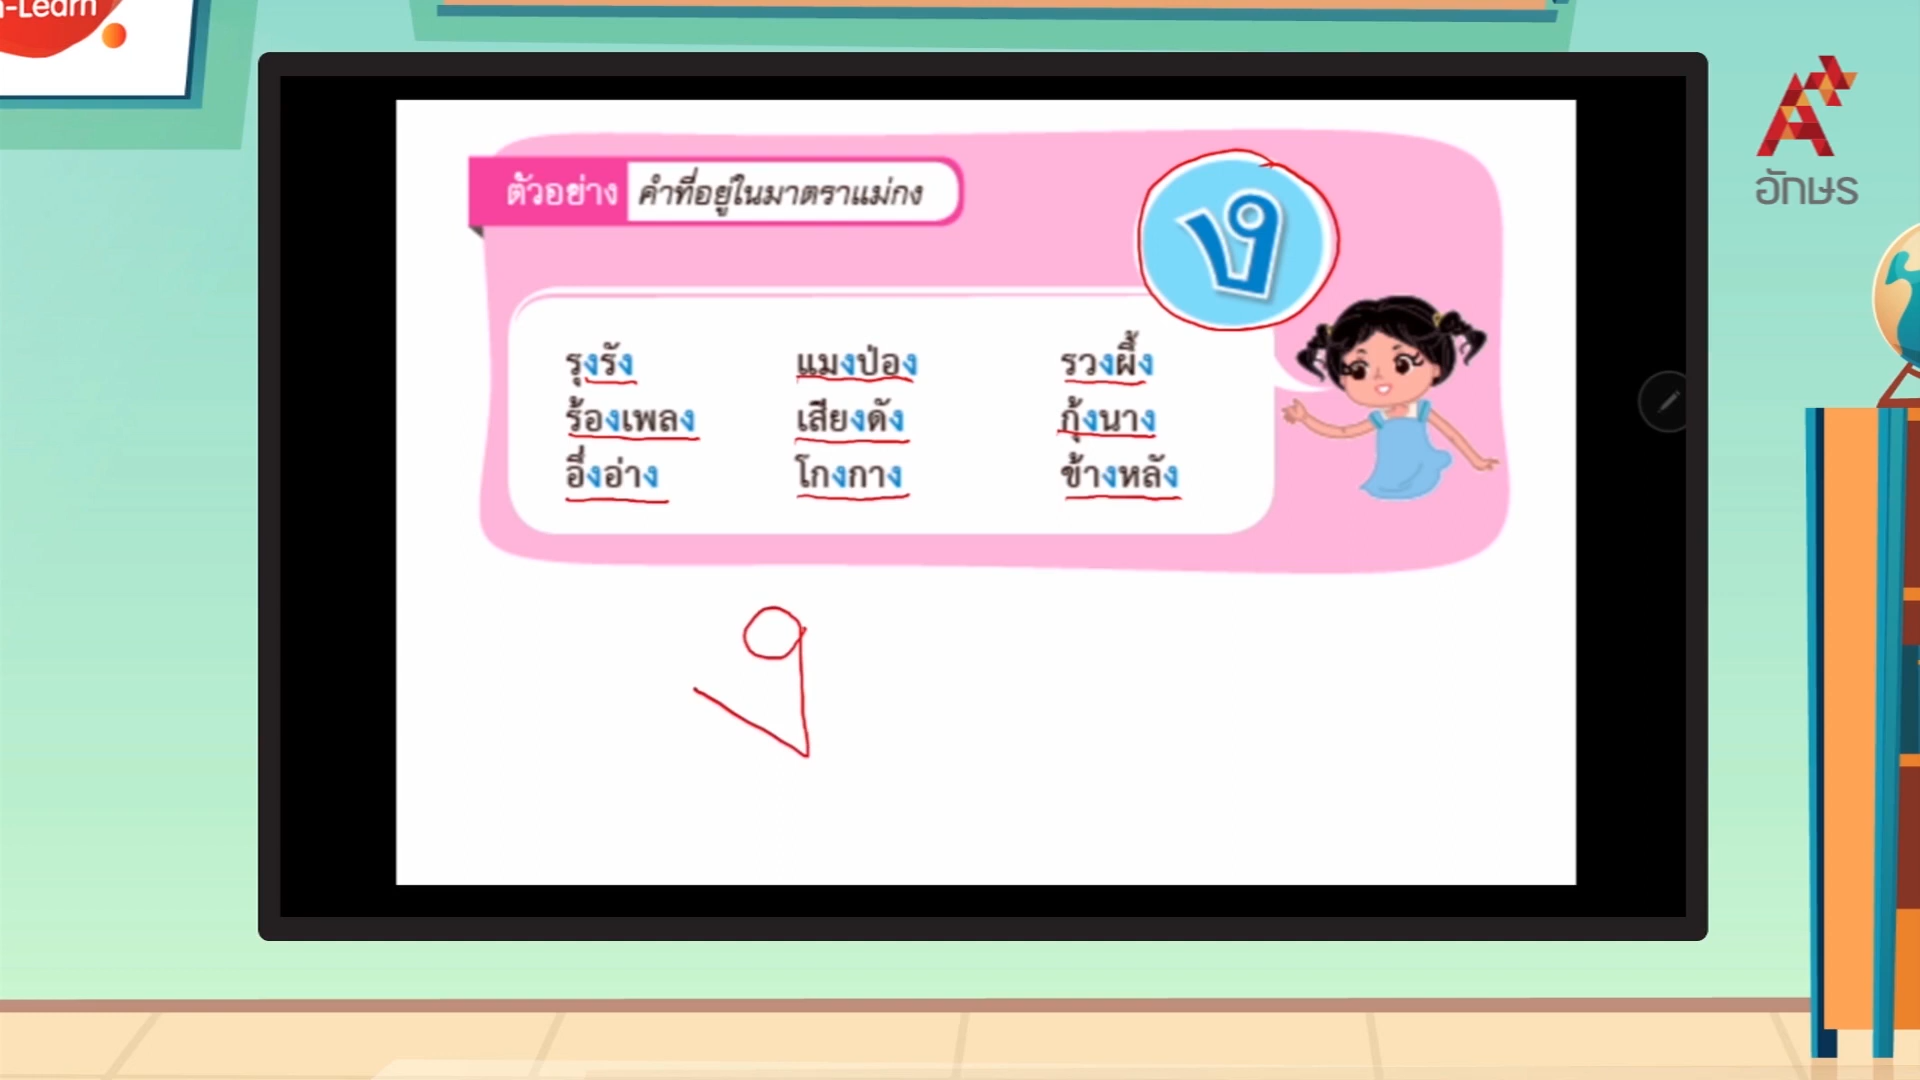 -Learn
อักษร
ตัวอย่าง คำที่อยู่ในมาตราแม่กง
ง
รุงรัง แมงป่อง รวงผึ้ง
ร้องเพลง เสียงดัง กุ้งนาง
อึ่งอ่าง โกงกาง ข้างหลัง
ง